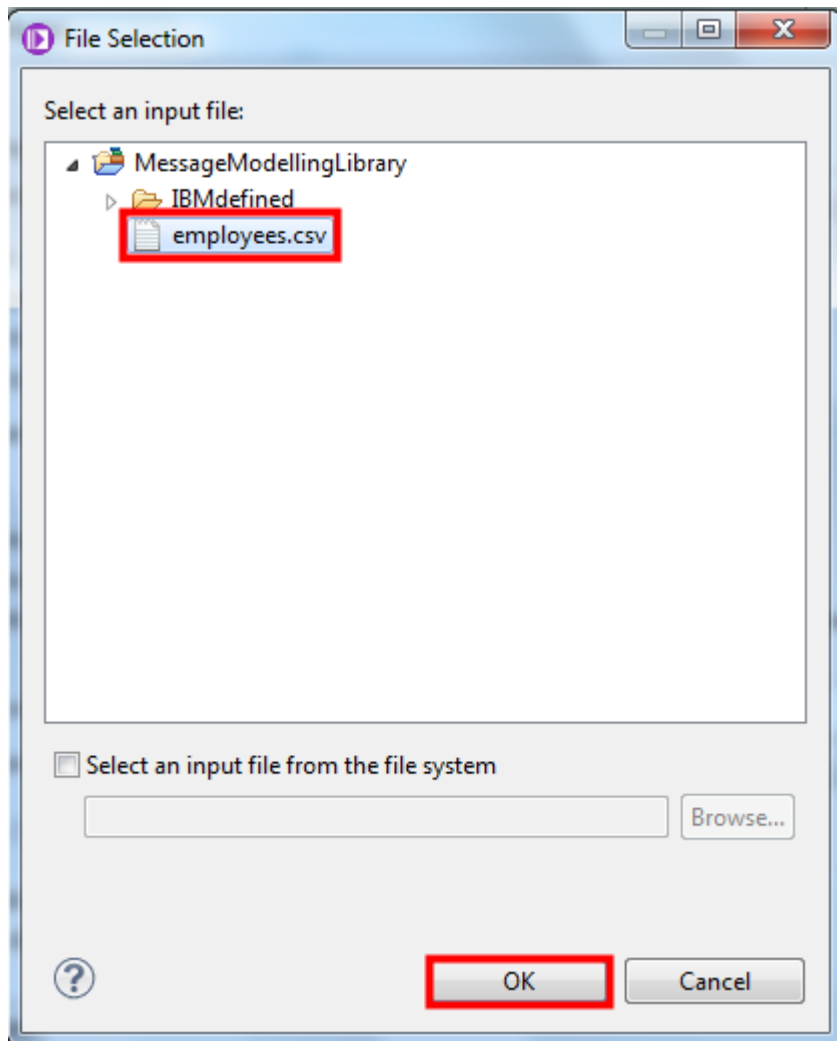 File Selection
Select an input file:
MessageModellingLibrary
IBMdefined
employees.csv
Select an input file from the file system
Browse...
?
OK
Cancel